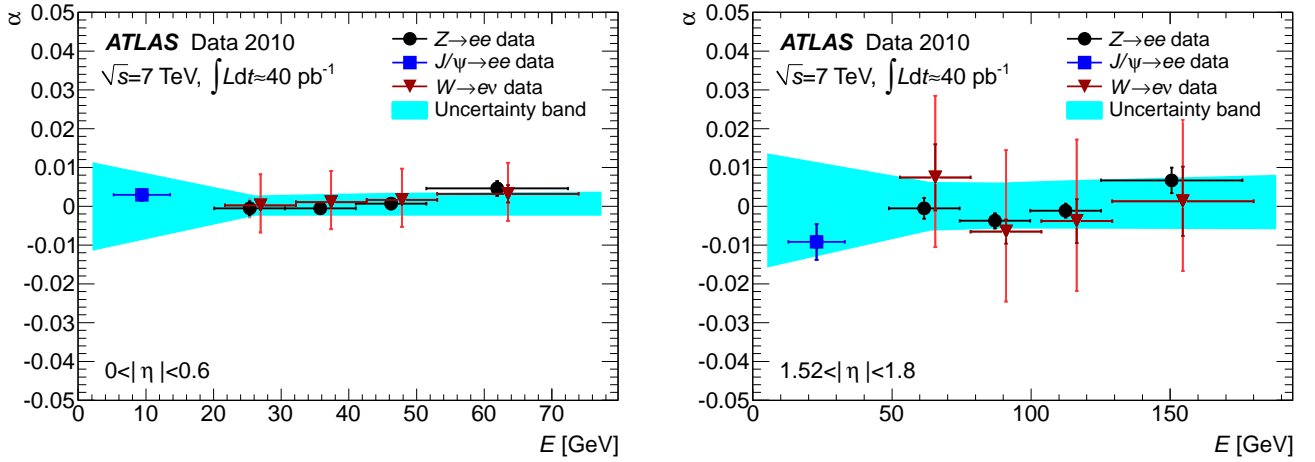 α
0.05
0.04
0.03
0.02
0.01
0
-0.01
-0.02
-0.03
-0.04
-0.05
ATLAS Data 2010
√s=7 TeV, ∫Ldt≈40 pb⁻¹
Z→ee data
J/ψ→ee data
W→eν data
Uncertainty band
0<| η |<0.6
0 10 20 30 40 50 60 70
E [GeV]
α
0.05
0.04
0.03
0.02
0.01
0
-0.01
-0.02
-0.03
-0.04
-0.05
ATLAS Data 2010
√s=7 TeV, ∫Ldt≈40 pb⁻¹
Z→ee data
J/ψ→ee data
W→eν data
Uncertainty band
1.52<| η |<1.8
0 50 100 150
E [GeV]